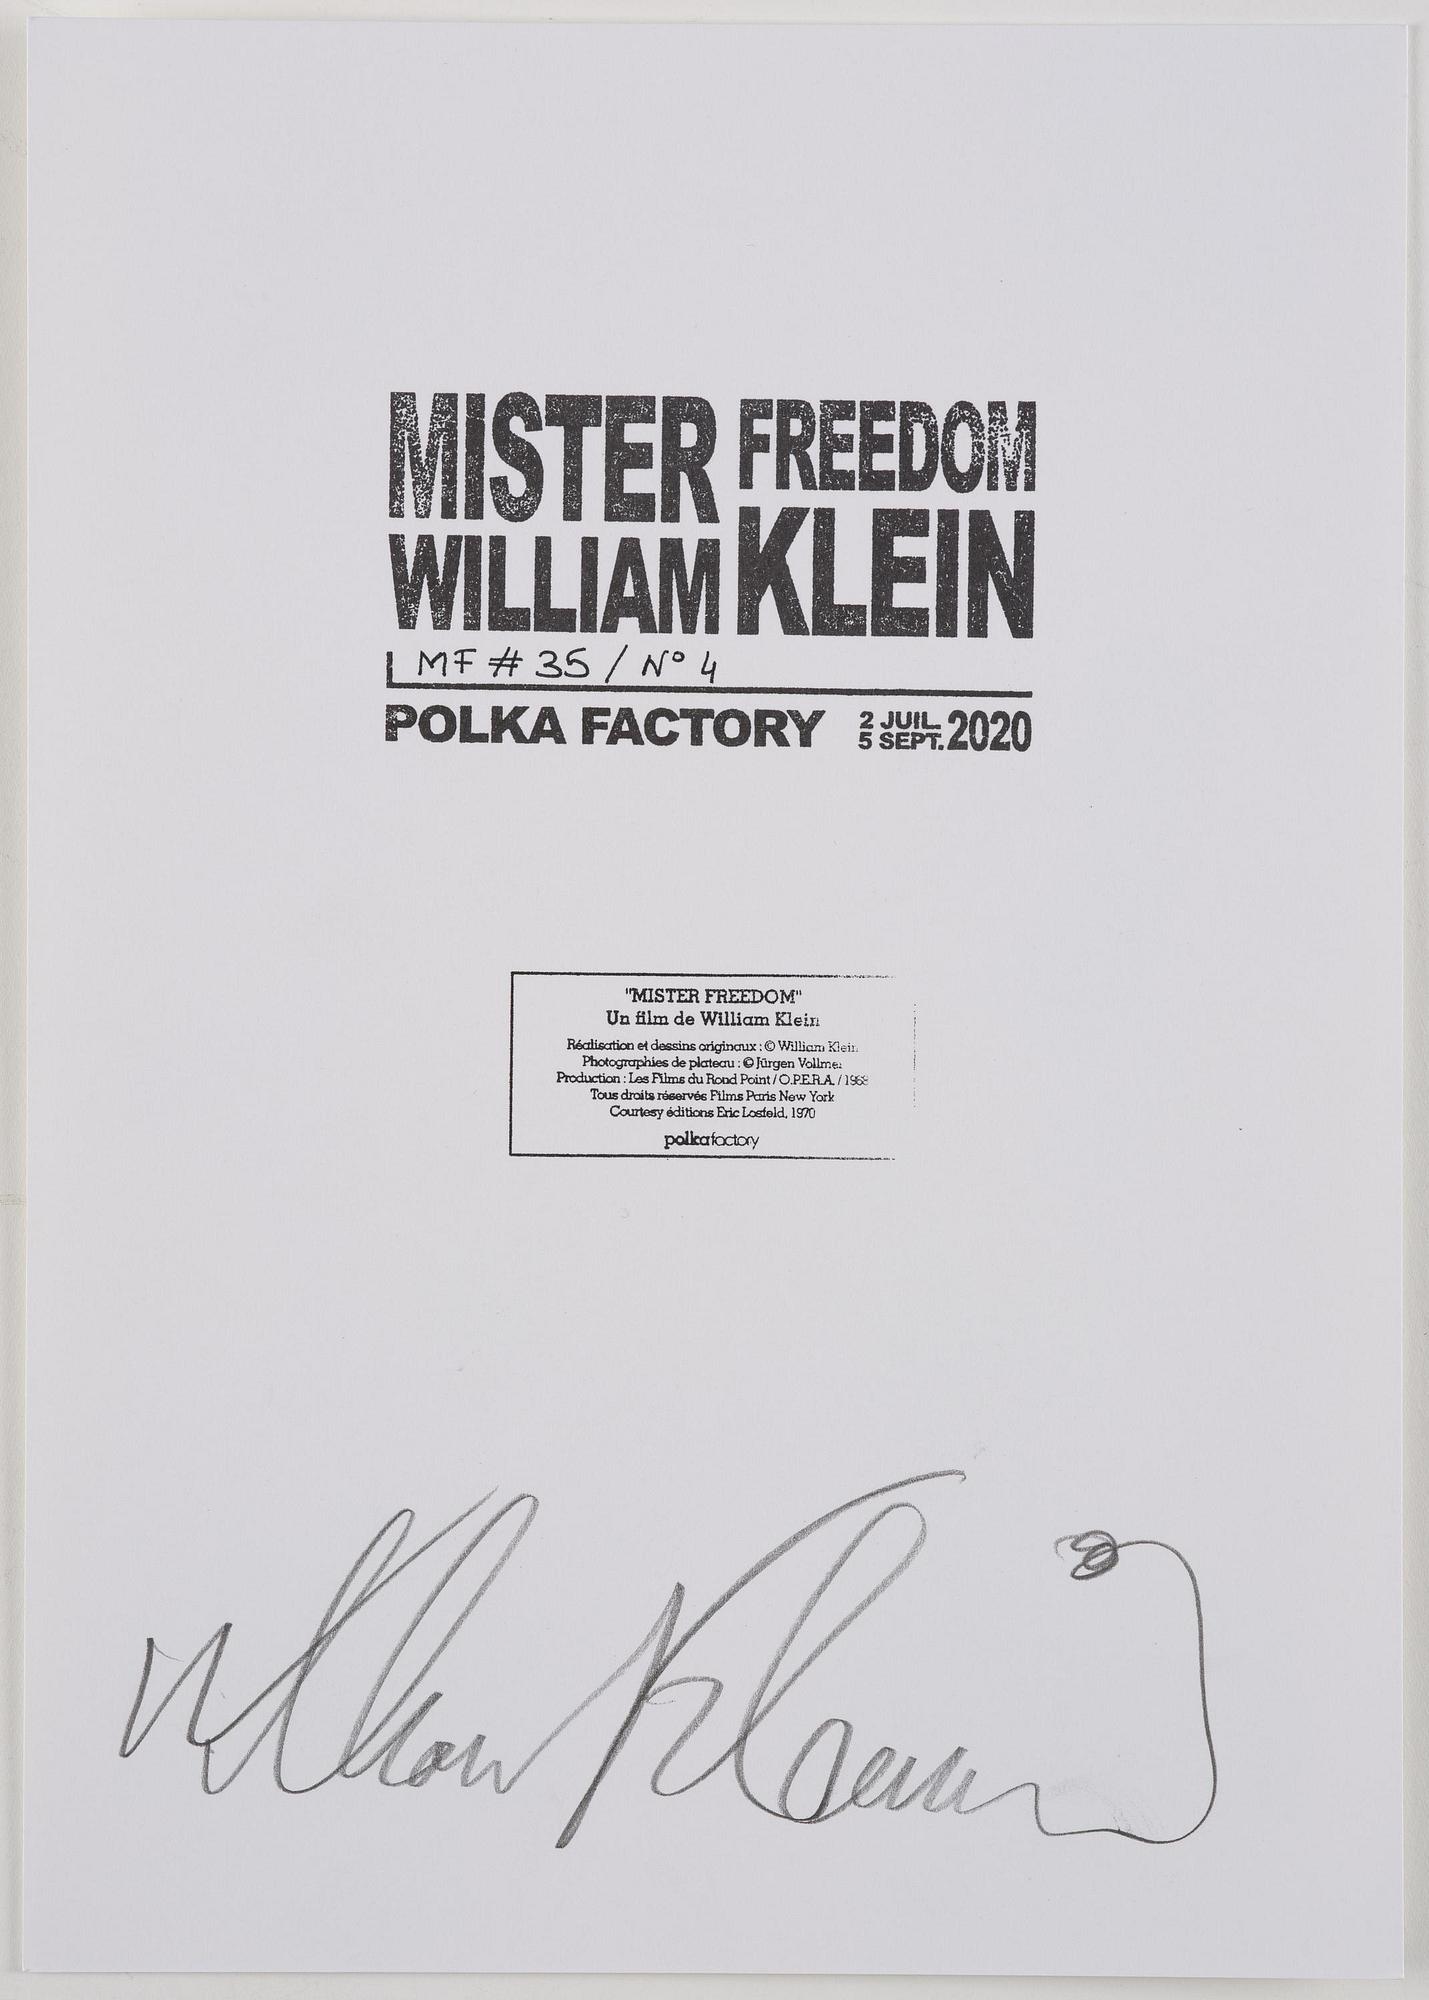 MISTER FREEDOM
WILLIAM KLEIN
MF # 35 / N° 4
POLKA FACTORY 2 JUIL. 5 SEPT. 2020
"MISTER FREEDOM"
Un film de William Klein
Réalisation et dessins originaux : © William Klein
Photographies de plateau : © Jürgen Vollmer
Production : Les Films du Rond Point / O.P.E.R.A. / 1968
Tous droits réservés Films Paris New York
Courtesy éditions Eric Losfeld, 1970
polkafactory
William Klein